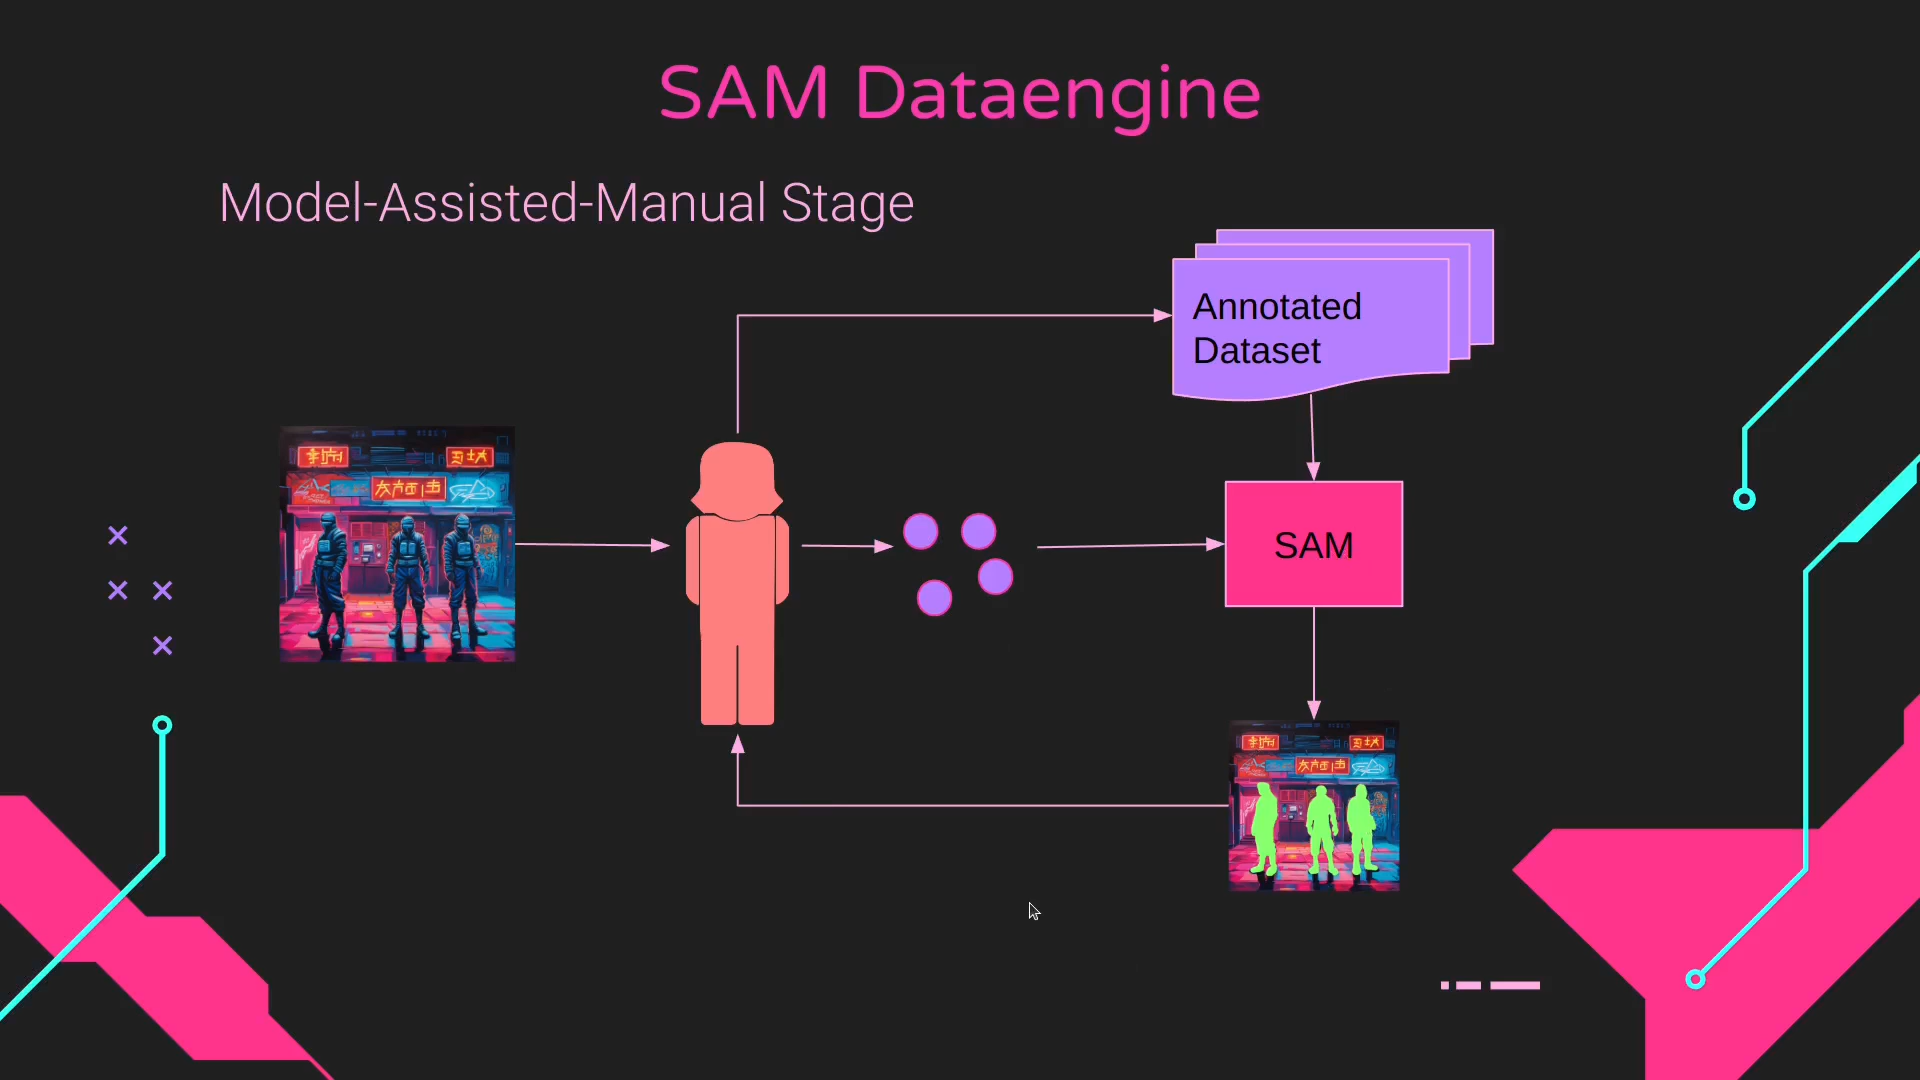 SAM Dataengine
Model-Assisted-Manual Stage
Annotated
Dataset
SAM